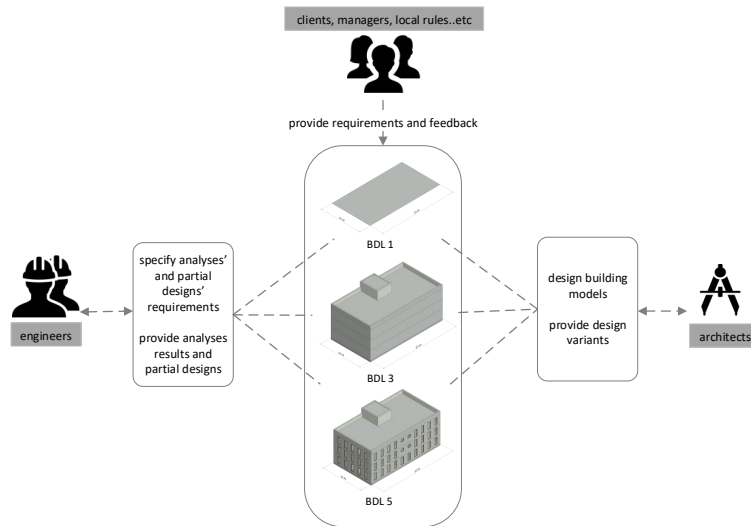 clients, managers, local rules..etc
provide requirements and feedback
BDL 1
specify analyses'
and partial
designs'
requirements
provide analyses
results and
partial designs
engineers
BDL 3
design building
models
provide design
variants
architects
BDL 5